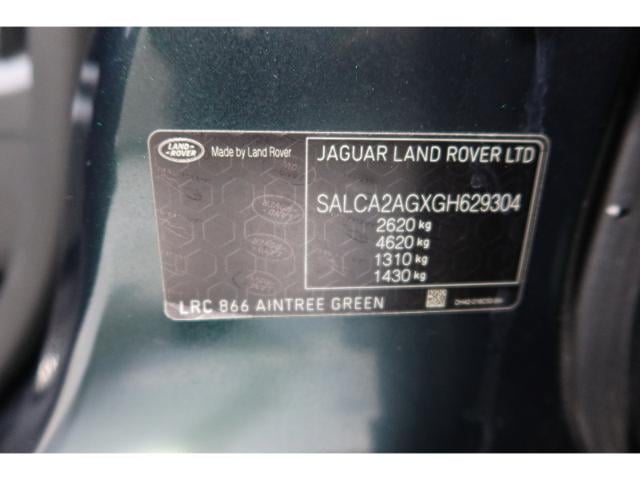 LAND ROVER
Made by Land Rover
JAGUAR LAND ROVER LTD
SALCA2AGXGH629304
2620 kg
4620 kg
1310 kg
1430 kg
LRC 866 AINTREE GREEN